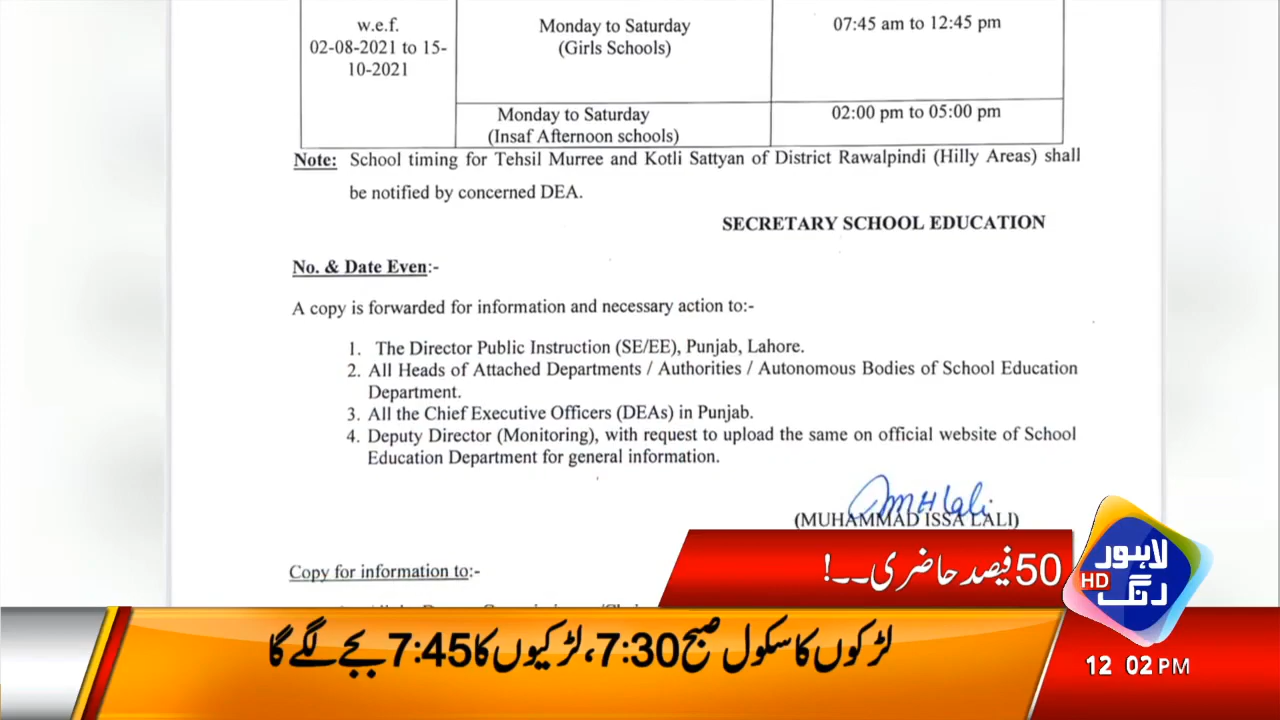 w.e.f.
02-08-2021 to 15-
10-2021
Monday to Saturday
(Girls Schools)
07:45 am to 12:45 pm
Monday to Saturday
(Insaf Afternoon schools)
02:00 pm to 05:00 pm
Note: School timing for Tehsil Murree and Kotli Sattyan of District Rawalpindi (Hilly Areas) shall
be notified by concerned DEA.
SECRETARY SCHOOL EDUCATION
No. & Date Even:-
A copy is forwarded for information and necessary action to:-
1. The Director Public Instruction (SE/EE), Punjab, Lahore.
2. All Heads of Attached Departments / Authorities / Autonomous Bodies of School Education
Department.
3. All the Chief Executive Officers (DEAs) in Punjab.
4. Deputy Director (Monitoring), with request to upload the same on official website of School
Education Department for general information.
(MUHAMMAD ISSA LALI)
Copy for information to:-
50 فیصد حاضری۔۔!
لاہور
رنگ
HD
لڑکوں کا سکول صبح 7:30، لڑکیوں کا 7:45 بجے لگے گا
12 02 PM